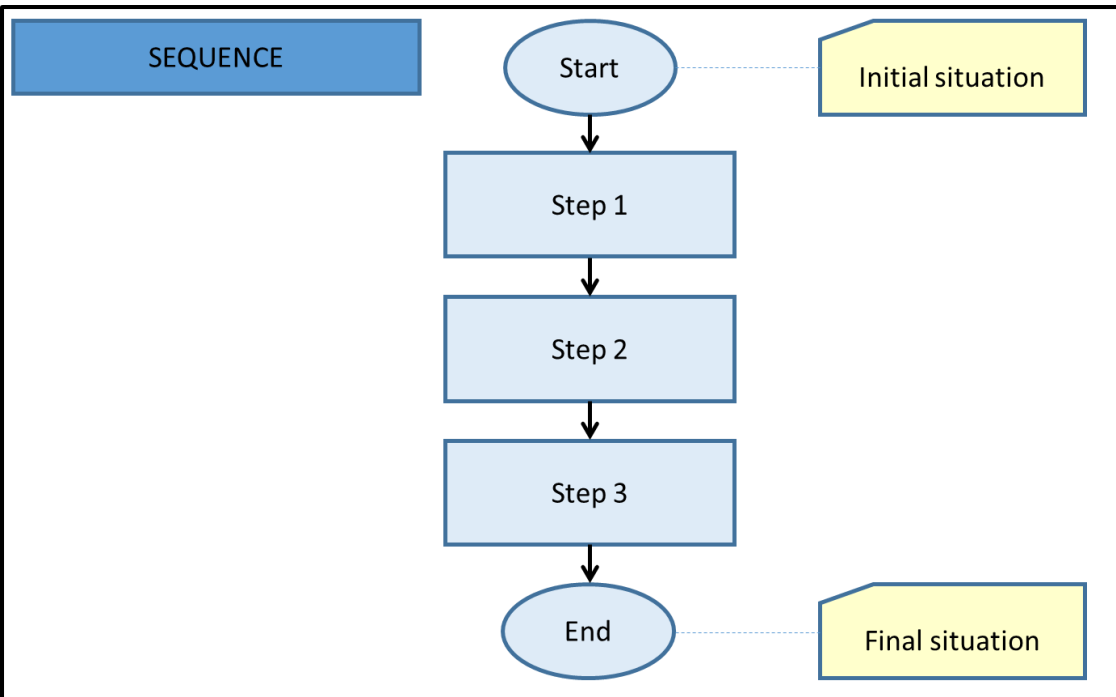 SEQUENCE
Start
Initial situation
Step 1
Step 2
Step 3
End
Final situation